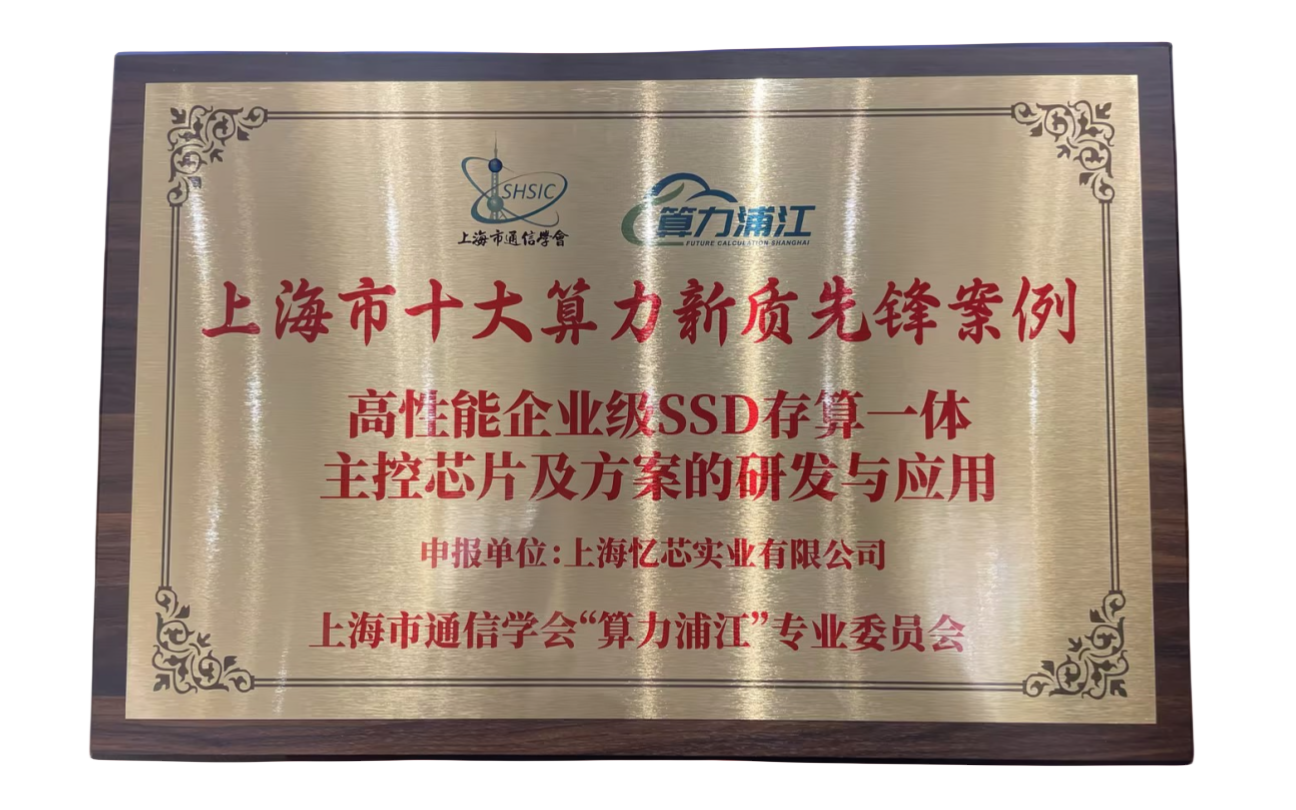 SHSIC
上海市通信學會
算力浦江
FUTURE CALCULATION SHANGHAI
上海市十大算力新质先锋案例
高性能企业级SSD存算一体
主控芯片及方案的研发与应用
申报单位:上海忆芯实业有限公司
上海市通信学会“算力浦江”专业委员会